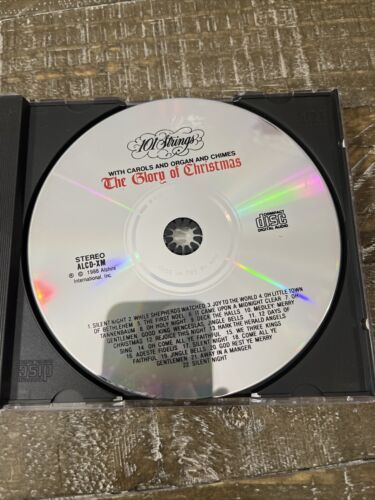 101 Strings
WITH CAROLS AND ORGAN AND CHIMES
The Glory of Christmas
COMPACT
disc
DIGITAL AUDIO
STEREO
ALCD-XM
℗ © 1986 Alshire
International, Inc.
1.SILENT NIGHT 2. WHILE SHEPHERDS WATCHED 3. JOY TO THE WORLD 4. OH LITTLE TOWN
OF BETHLEHEM 5. THE FIRST NOEL 6. IT CAME UPON A MIDNIGHT CLEAR 7. OH
TANNENBAUM 8. OH HOLY NIGHT 9. DECK THE HALLS 10. MEDLEY: MERRY
GENTLEMEN, GOOD KING WENCESLAS, JINGLE BELLS 11. 12 DAYS OF
CHRISTMAS 12. REJOICE THIS NIGHT 13. HARK THE HERALD ANGELS
SING 14. OH COME ALL YE FAITHFUL 15. WE THREE KINGS
16. ADESTE FIDELIS 17. SILENT NIGHT 18. COME ALL YE
FAITHFUL 19. JINGLE BELLS 20. GOD REST YE MERRY
GENTLEMEN 21. AWAY IN A MANGER
22. SILENT NIGHT
disc